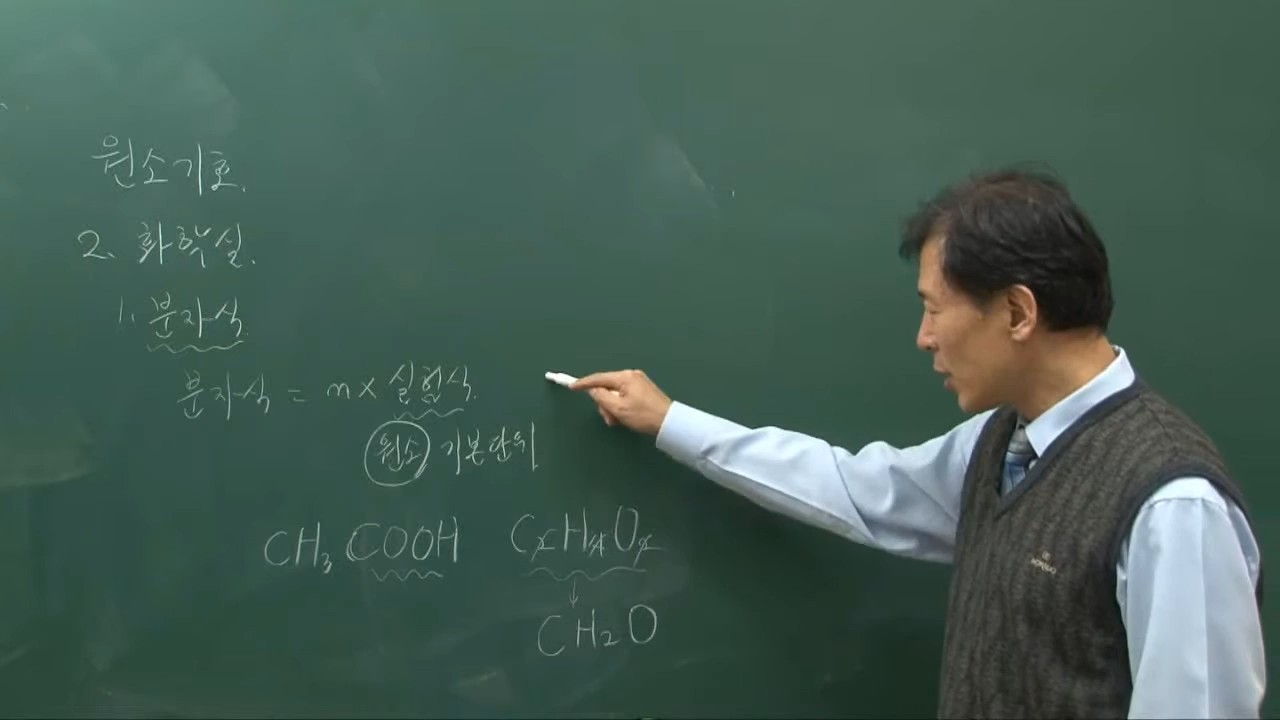 원소기호.
2. 화학식.
1. 분자식.
분자식 = m × 실험식.
원소 기본단위
CH₃COOH C₂H₄O₂
CH₂O